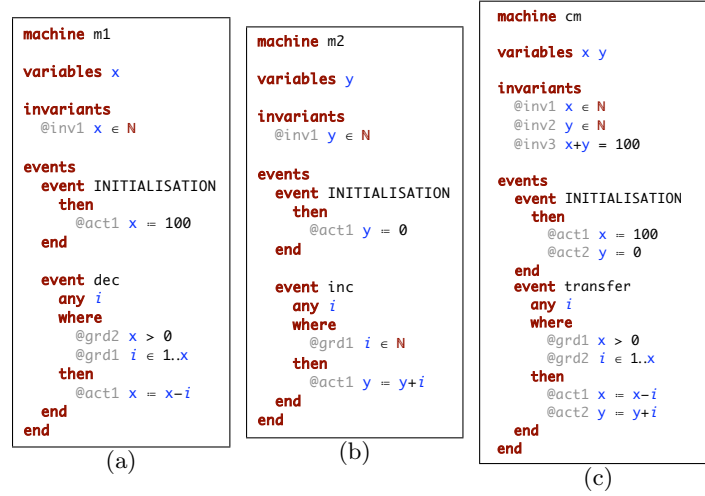 machine m1
variables x
invariants
@inv1 x ∈ ℕ
events
event INITIALISATION
then
@act1 x ≔ 100
end
event dec
any i
where
@grd2 x > 0
@grd1 i ∈ 1‥x
then
@act1 x ≔ x−i
end
end
(a)
machine m2
variables y
invariants
@inv1 y ∈ ℕ
events
event INITIALISATION
then
@act1 y ≔ 0
end
event inc
any i
where
@grd1 i ∈ ℕ
then
@act1 y ≔ y+i
end
end
(b)
machine cm
variables x y
invariants
@inv1 x ∈ ℕ
@inv2 y ∈ ℕ
@inv3 x+y = 100
events
event INITIALISATION
then
@act1 x ≔ 100
@act2 y ≔ 0
end
event transfer
any i
where
@grd1 x > 0
@grd2 i ∈ 1‥x
then
@act1 x ≔ x−i
@act2 y ≔ y+i
end
end
(c)